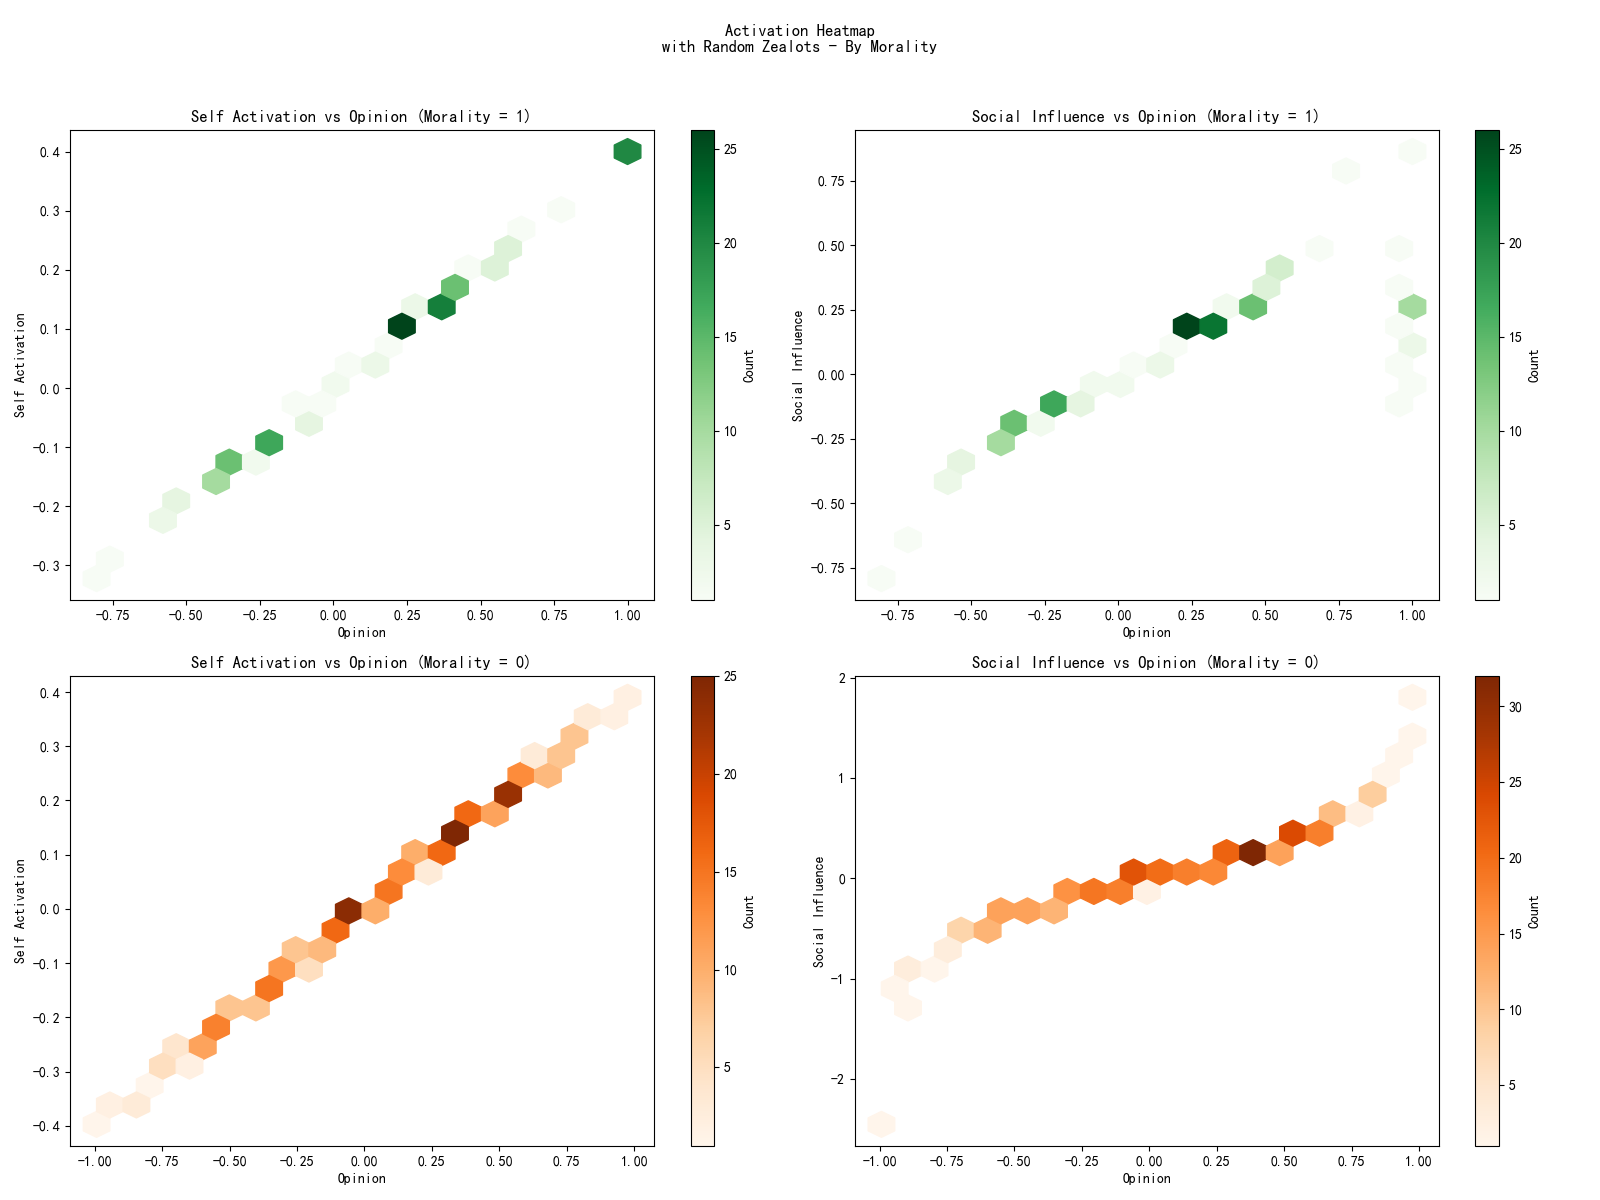 Activation Heatmap
with Random Zealots - By Morality
Self Activation vs Opinion (Morality = 1)
0.4
0.3
0.2
0.1
0.0
-0.1
-0.2
-0.3
Self Activation
-0.75 -0.50 -0.25 0.00 0.25 0.50 0.75 1.00
Opinion
25
20
15
10
5
Count
Social Influence vs Opinion (Morality = 1)
0.75
0.50
0.25
0.00
-0.25
-0.50
-0.75
Social Influence
-0.75 -0.50 -0.25 0.00 0.25 0.50 0.75 1.00
Opinion
25
20
15
10
5
Count
Self Activation vs Opinion (Morality = 0)
0.4
0.3
0.2
0.1
0.0
-0.1
-0.2
-0.3
-0.4
Self Activation
-1.00 -0.75 -0.50 -0.25 0.00 0.25 0.50 0.75 1.00
Opinion
25
20
15
10
5
Count
Social Influence vs Opinion (Morality = 0)
2
1
0
-1
-2
Social Influence
-1.00 -0.75 -0.50 -0.25 0.00 0.25 0.50 0.75 1.00
Opinion
30
25
20
15
10
5
Count